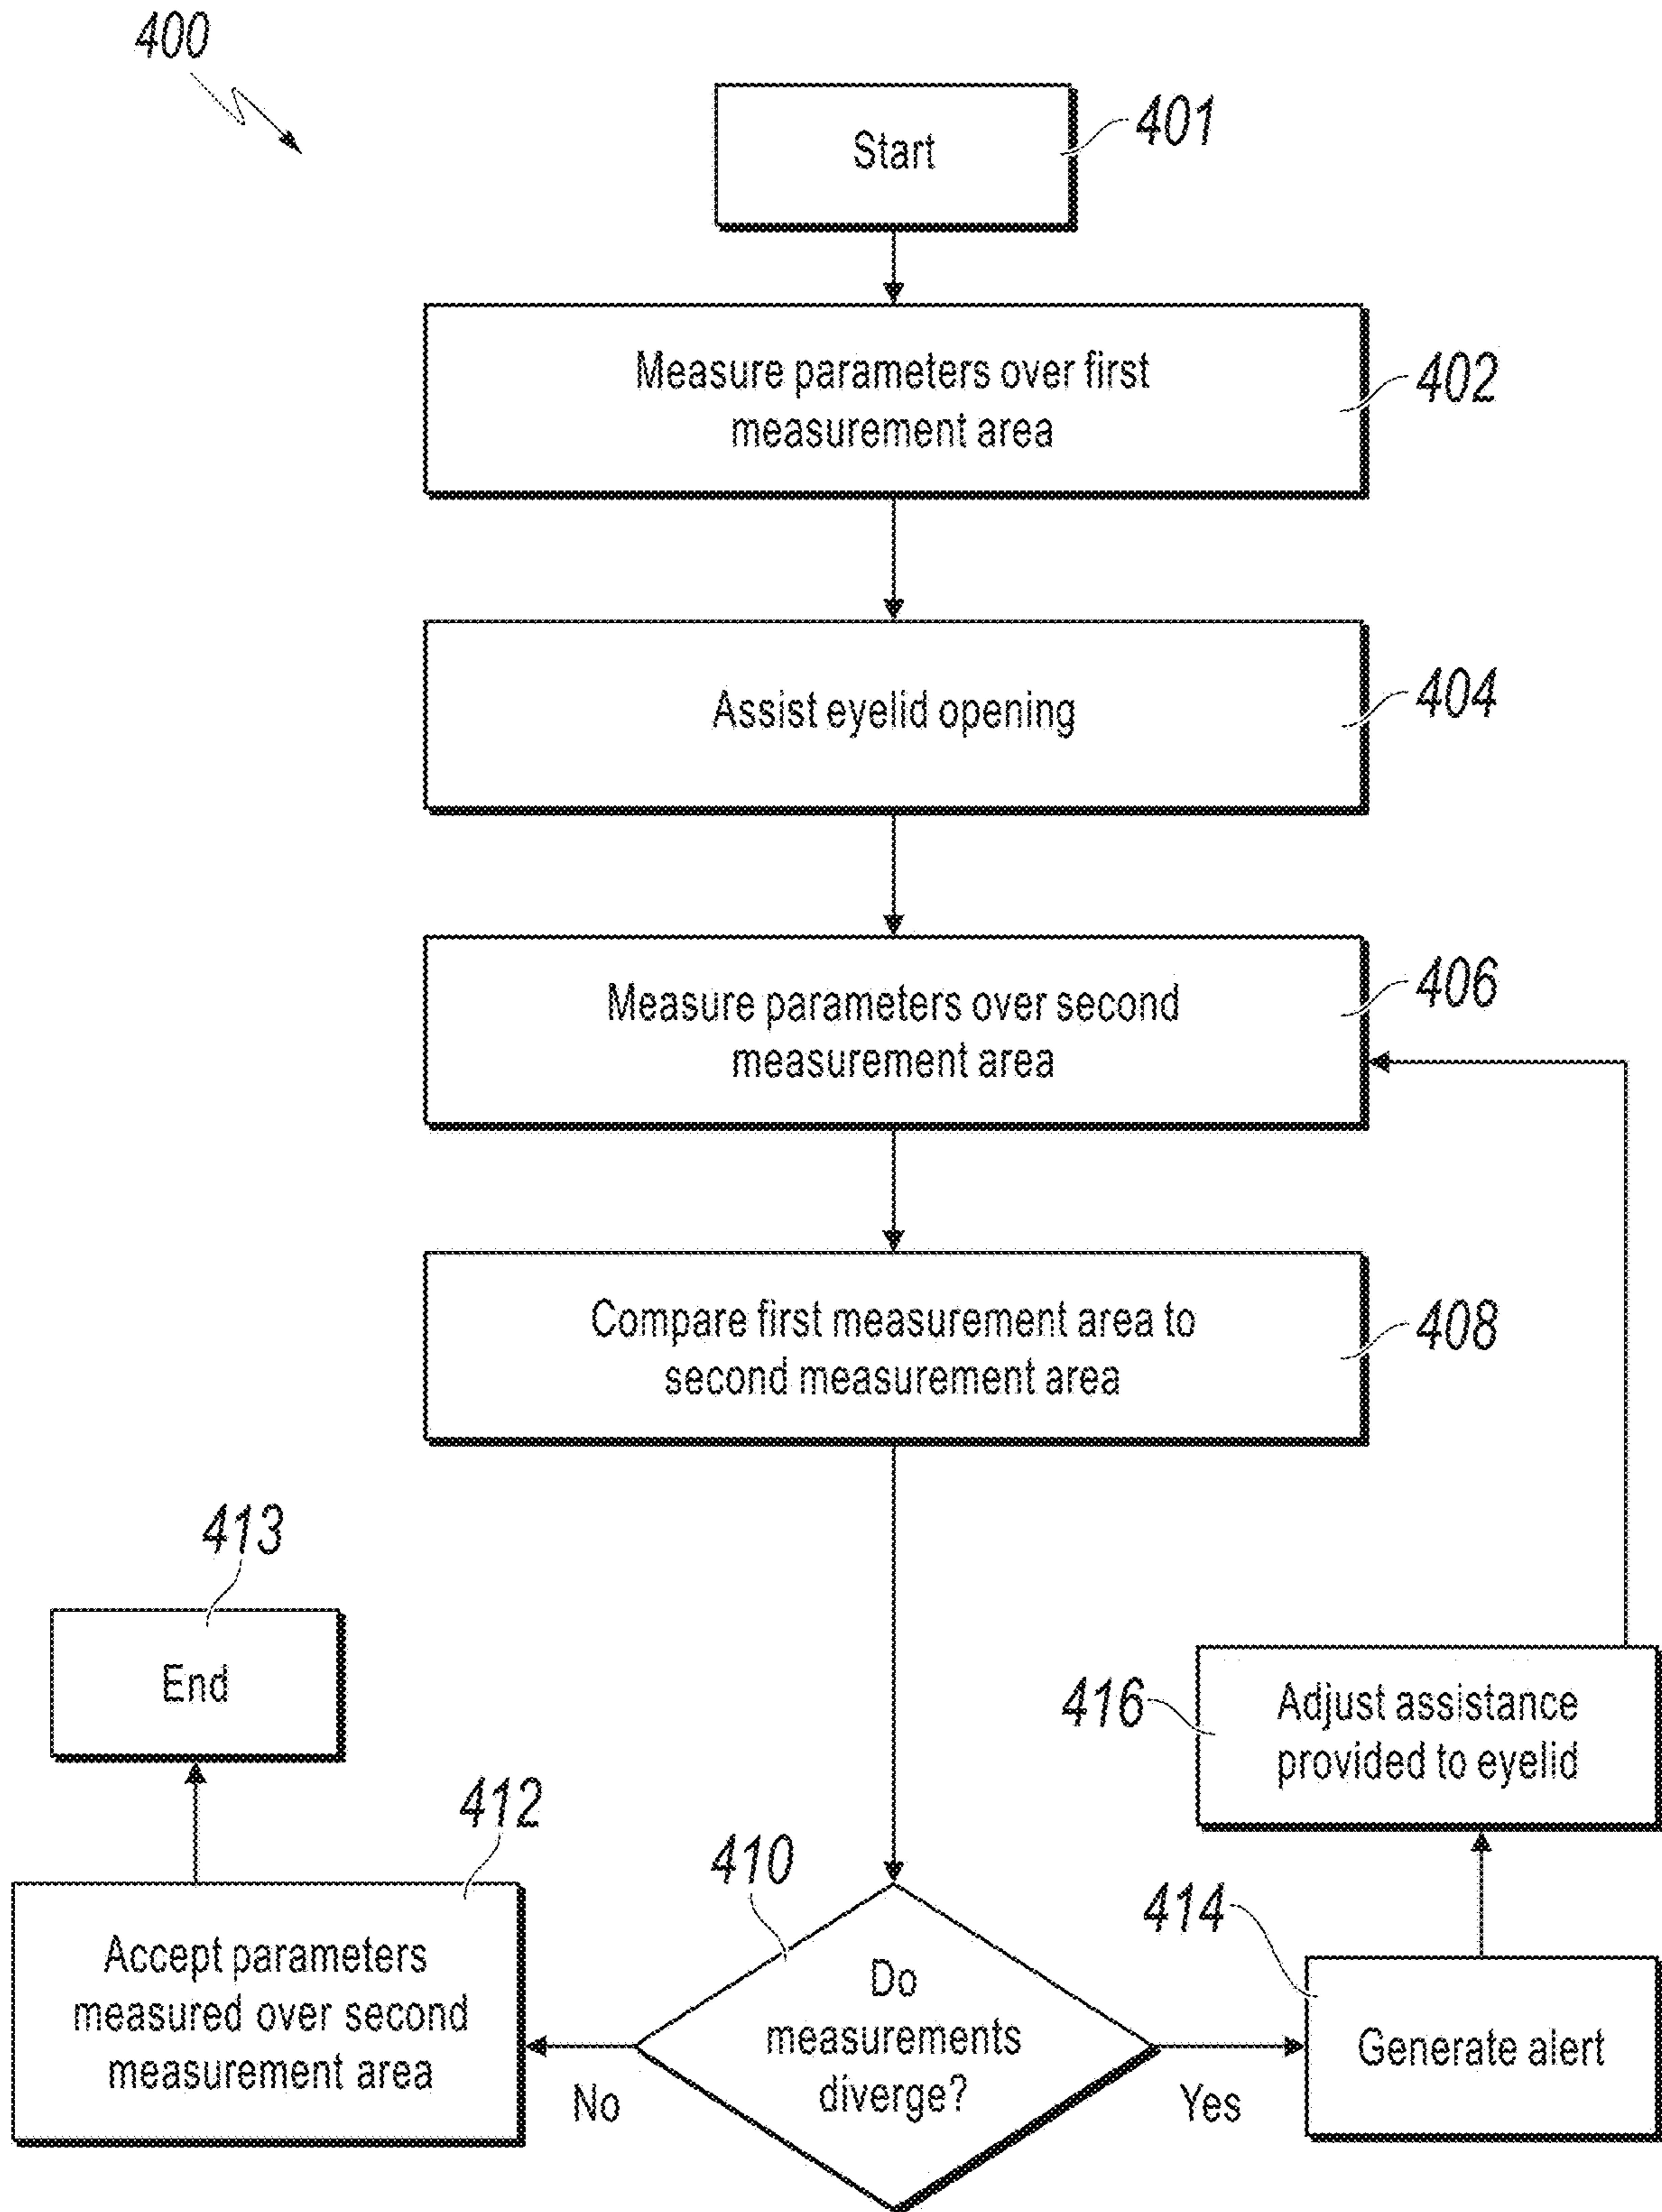 400
Start
401
Measure parameters over first
measurement area
402
Assist eyelid opening
404
Measure parameters over second
measurement area
406
Compare first measurement area to
second measurement area
408
413
End
416
Adjust assistance
provided to eyelid
412
Accept parameters
measured over second
measurement area
410
Do
measurements
diverge?
No
Yes
414
Generate alert